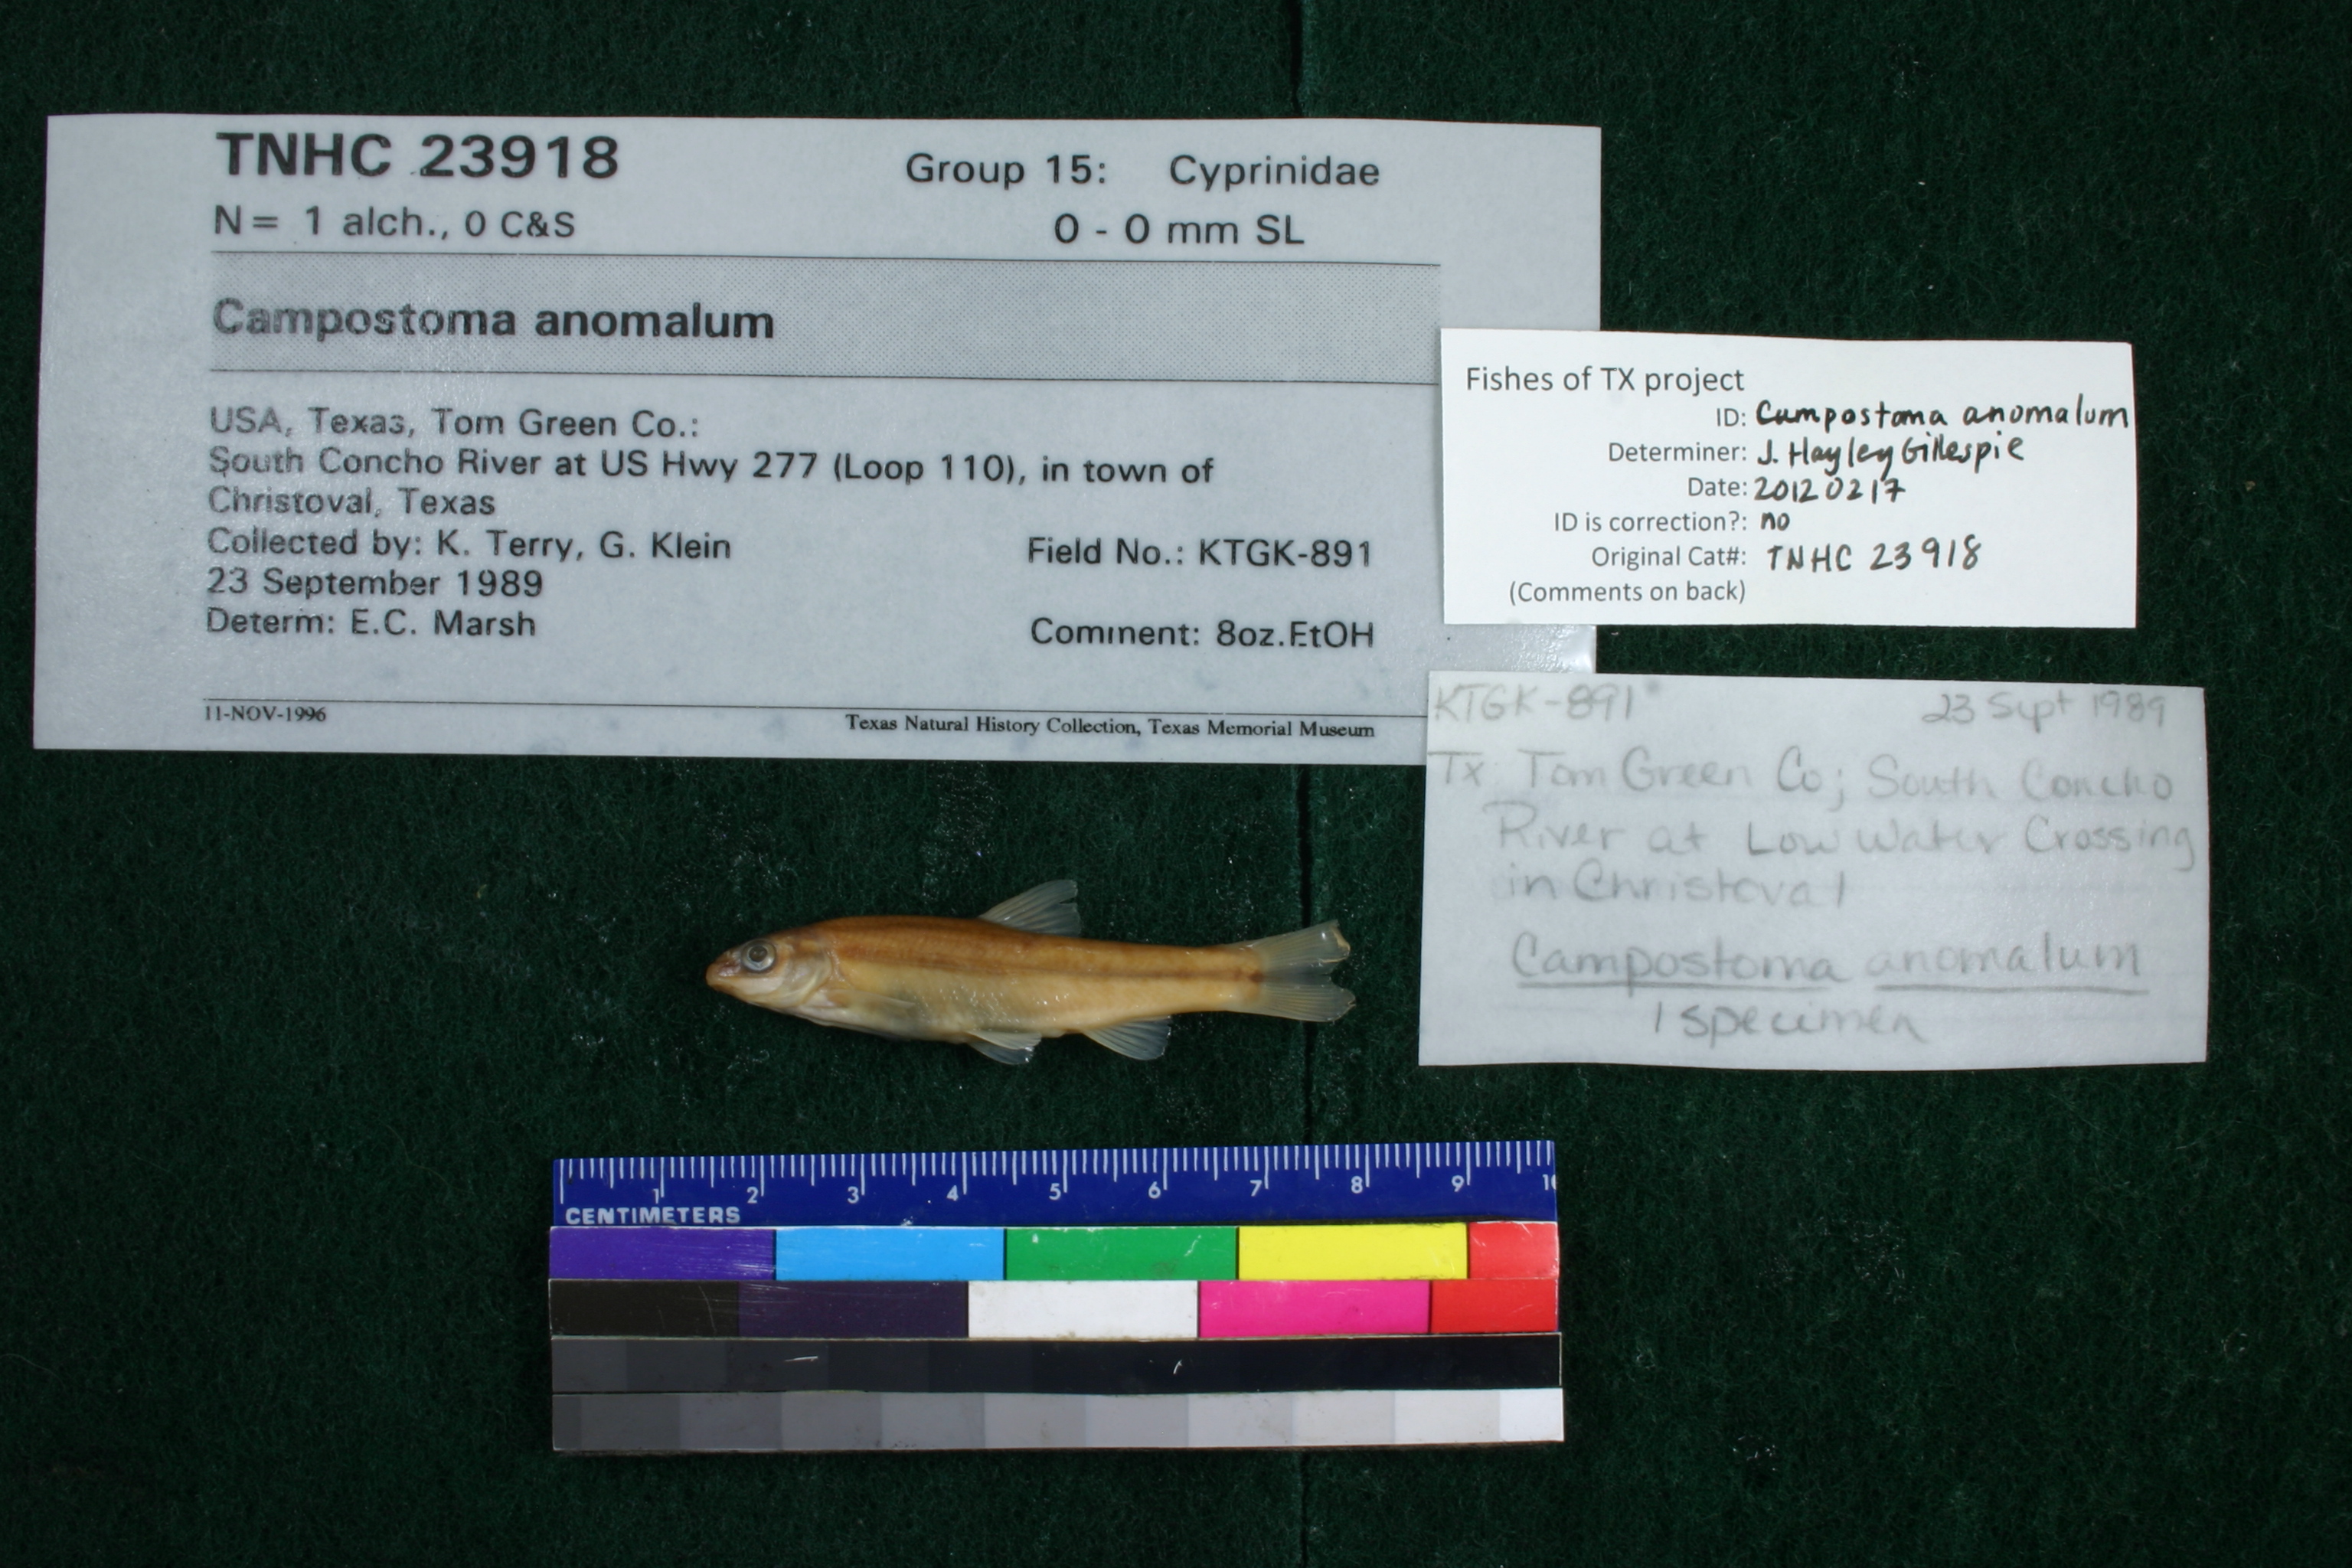 TNHC 23918
Group 15: Cyprinidae
N = 1 alch., 0 C&S
0 - 0 mm SL
Campostoma anomalum
USA, Texas, Tom Green Co.:
South Concho River at US Hwy 277 (Loop 110), in town of
Christoval, Texas
Collected by: K. Terry, G. Klein
Field No.: KTGK-891
23 September 1989
Determ: E.C. Marsh
Comment: 8oz.EtOH
11-NOV-1996
Texas Natural History Collection, Texas Memorial Museum
Fishes of TX project
ID: Campostoma anomalum
Determiner: J. Hayley Gillespie
Date: 20120217
ID is correction?: no
Original Cat#: TNHC 23918
(Comments on back)
KTGK-891
23 Sept 1989
Tx: Tom Green Co; South Concho
River at Low Water Crossing
in Christoval
Campostoma anomalum
1 specimen
1 2 3 4 5 6 7 8 9 10
CENTIMETERS